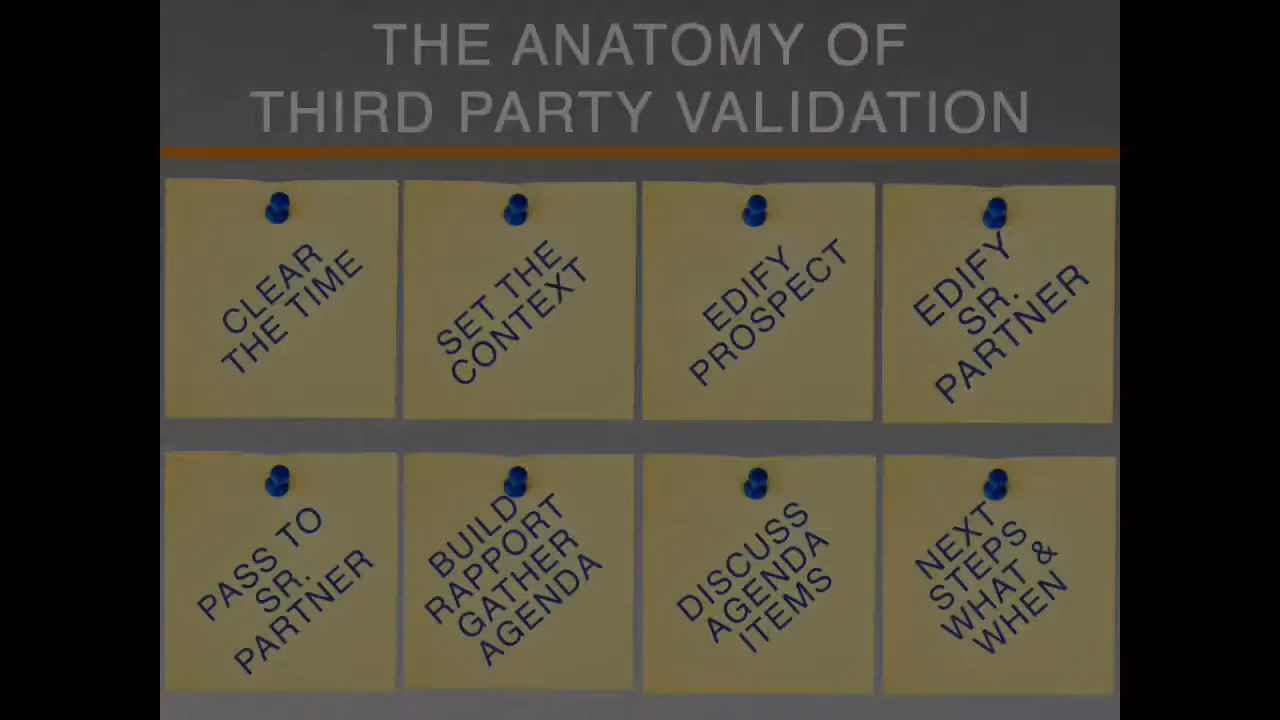 THE ANATOMY OF
THIRD PARTY VALIDATION
CLEAR
THE TIME
SET THE
CONTEXT
EDIFY
PROSPECT
EDIFY
SR.
PARTNER
PASS TO
SR.
PARTNER
BUILD
RAPPORT
GATHER
AGENDA
DISCUSS
AGENDA
ITEMS
NEXT
STEPS
WHAT &
WHEN